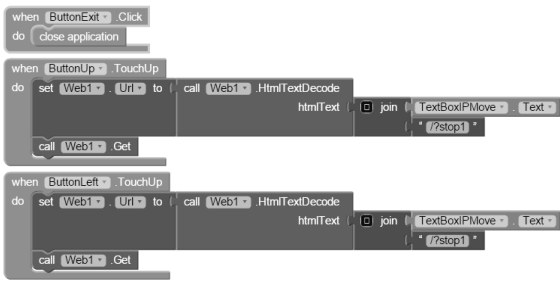 when ButtonExit .Click
do close application
when ButtonUp .TouchUp
do set Web1 . Url to call Web1 .HtmlTextDecode
htmlText join TextBoxIPMove . Text
" /?stop1 "
call Web1 .Get
when ButtonLeft .TouchUp
do set Web1 . Url to call Web1 .HtmlTextDecode
htmlText join TextBoxIPMove . Text
" /?stop1 "
call Web1 .Get